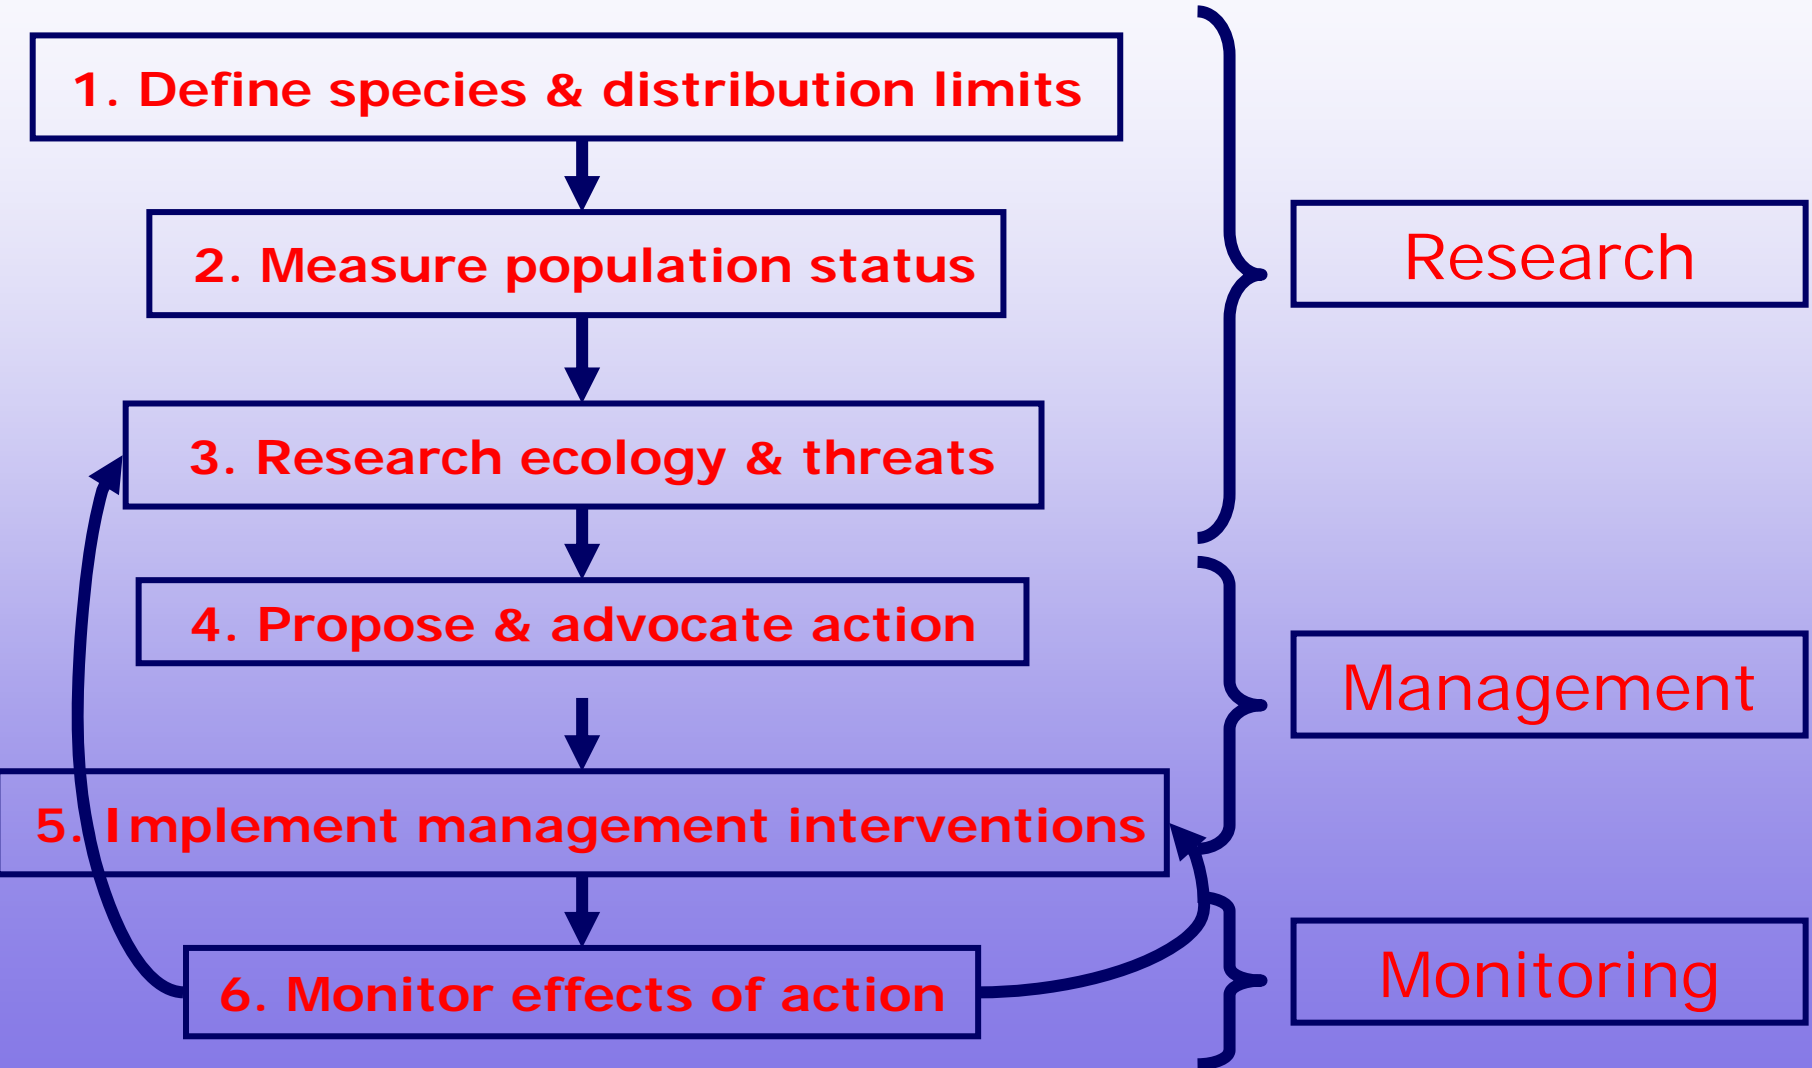 1. Define species & distribution limits
2. Measure population status
Research
3. Research ecology & threats
4. Propose & advocate action
Management
5. Implement management interventions
6. Monitor effects of action
Monitoring